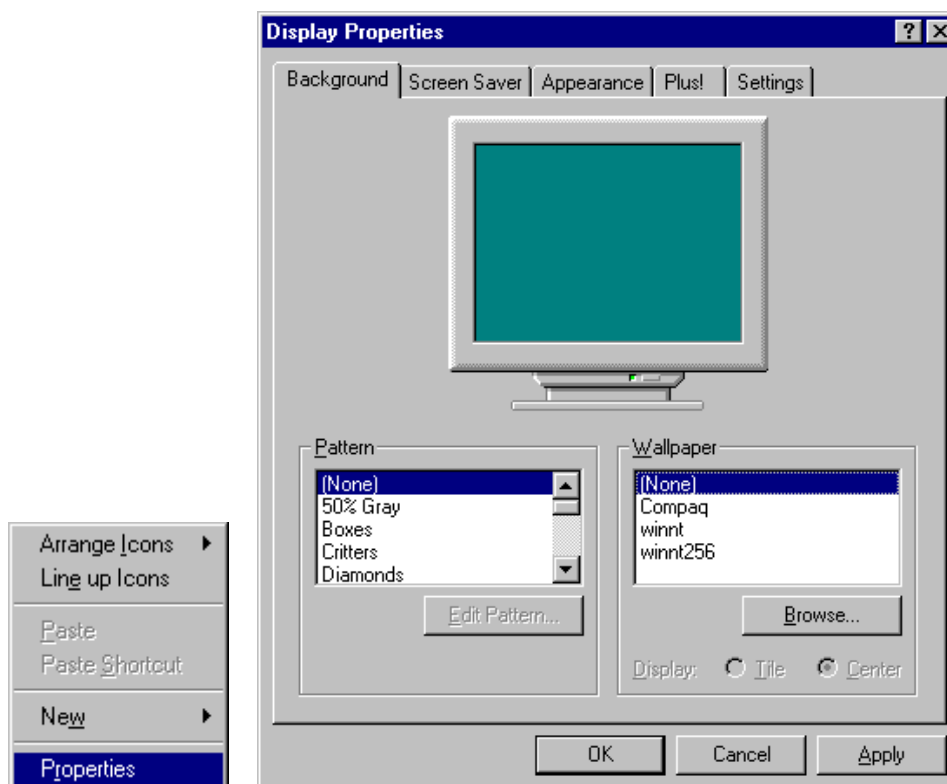 Display Properties
Background Screen Saver Appearance Plus! Settings
Pattern
(None)
50% Gray
Boxes
Critters
Diamonds
Edit Pattern...
Wallpaper
(None)
Compaq
winnt
winnt256
Browse...
Display: Tile Center
OK Cancel Apply
Arrange Icons
Line up Icons
Paste
Paste Shortcut
New
Properties